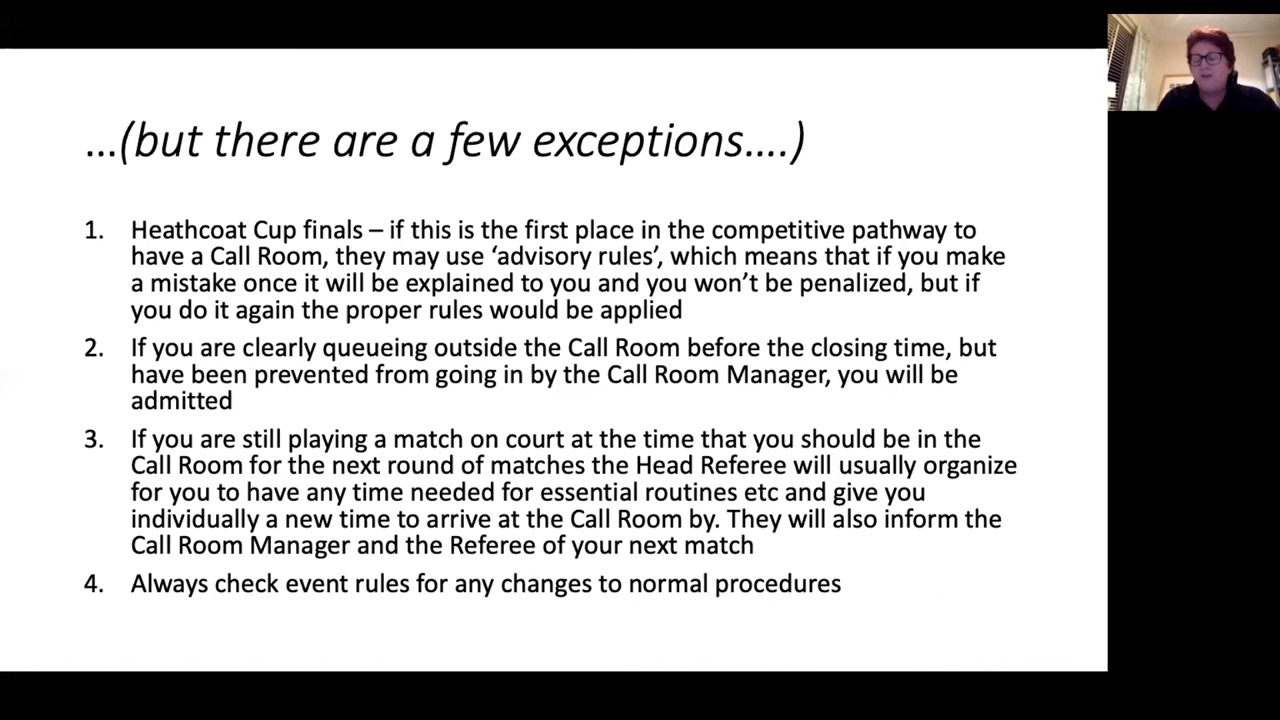 ...(but there are a few exceptions....)
1. Heathcoat Cup finals – if this is the first place in the competitive pathway to
have a Call Room, they may use ‘advisory rules’, which means that if you make
a mistake once it will be explained to you and you won’t be penalized, but if
you do it again the proper rules would be applied
2. If you are clearly queueing outside the Call Room before the closing time, but
have been prevented from going in by the Call Room Manager, you will be
admitted
3. If you are still playing a match on court at the time that you should be in the
Call Room for the next round of matches the Head Referee will usually organize
for you to have any time needed for essential routines etc and give you
individually a new time to arrive at the Call Room by. They will also inform the
Call Room Manager and the Referee of your next match
4. Always check event rules for any changes to normal procedures